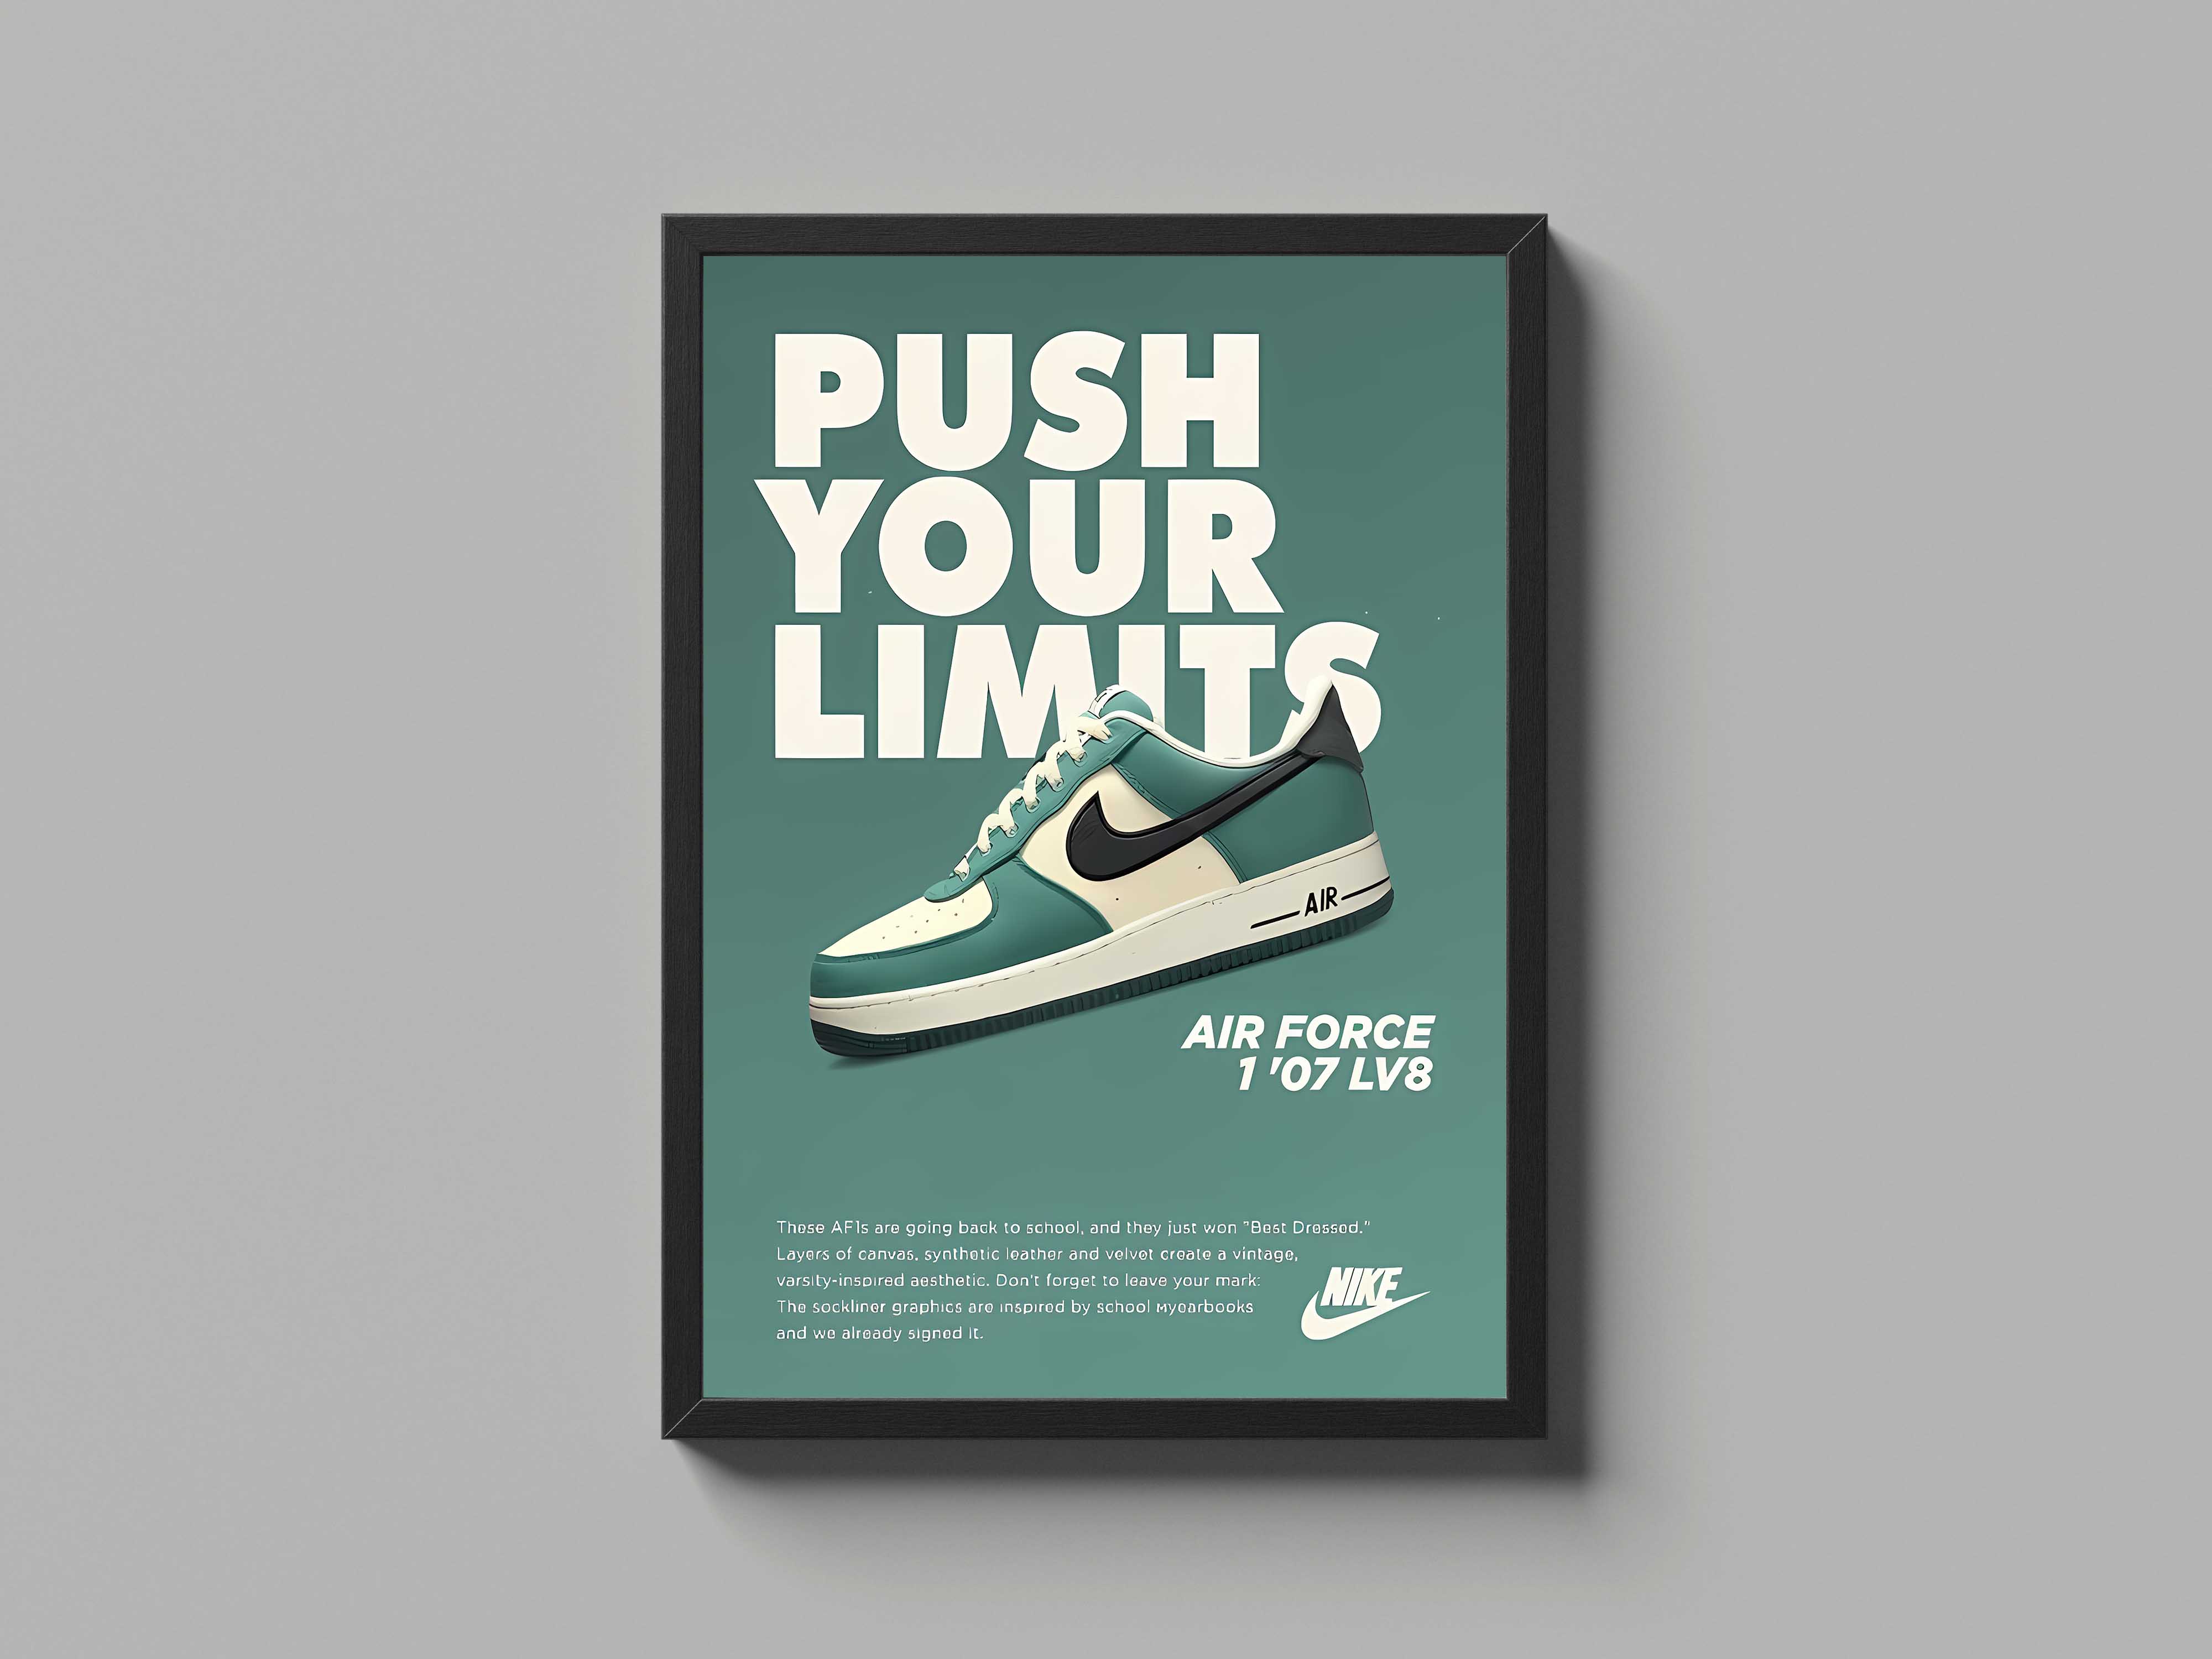 PUSH
YOUR
LIMITS
AIR
AIR FORCE
1 '07 LV8
These AF1s are going back to school, and they just won "Best Dressed."
Layers of canvas, synthetic leather and velvet create a vintage,
varsity-inspired aesthetic. Don't forget to leave your mark:
The sockliner graphics are inspired by school myearbooks
and we already signed it.
NIKE